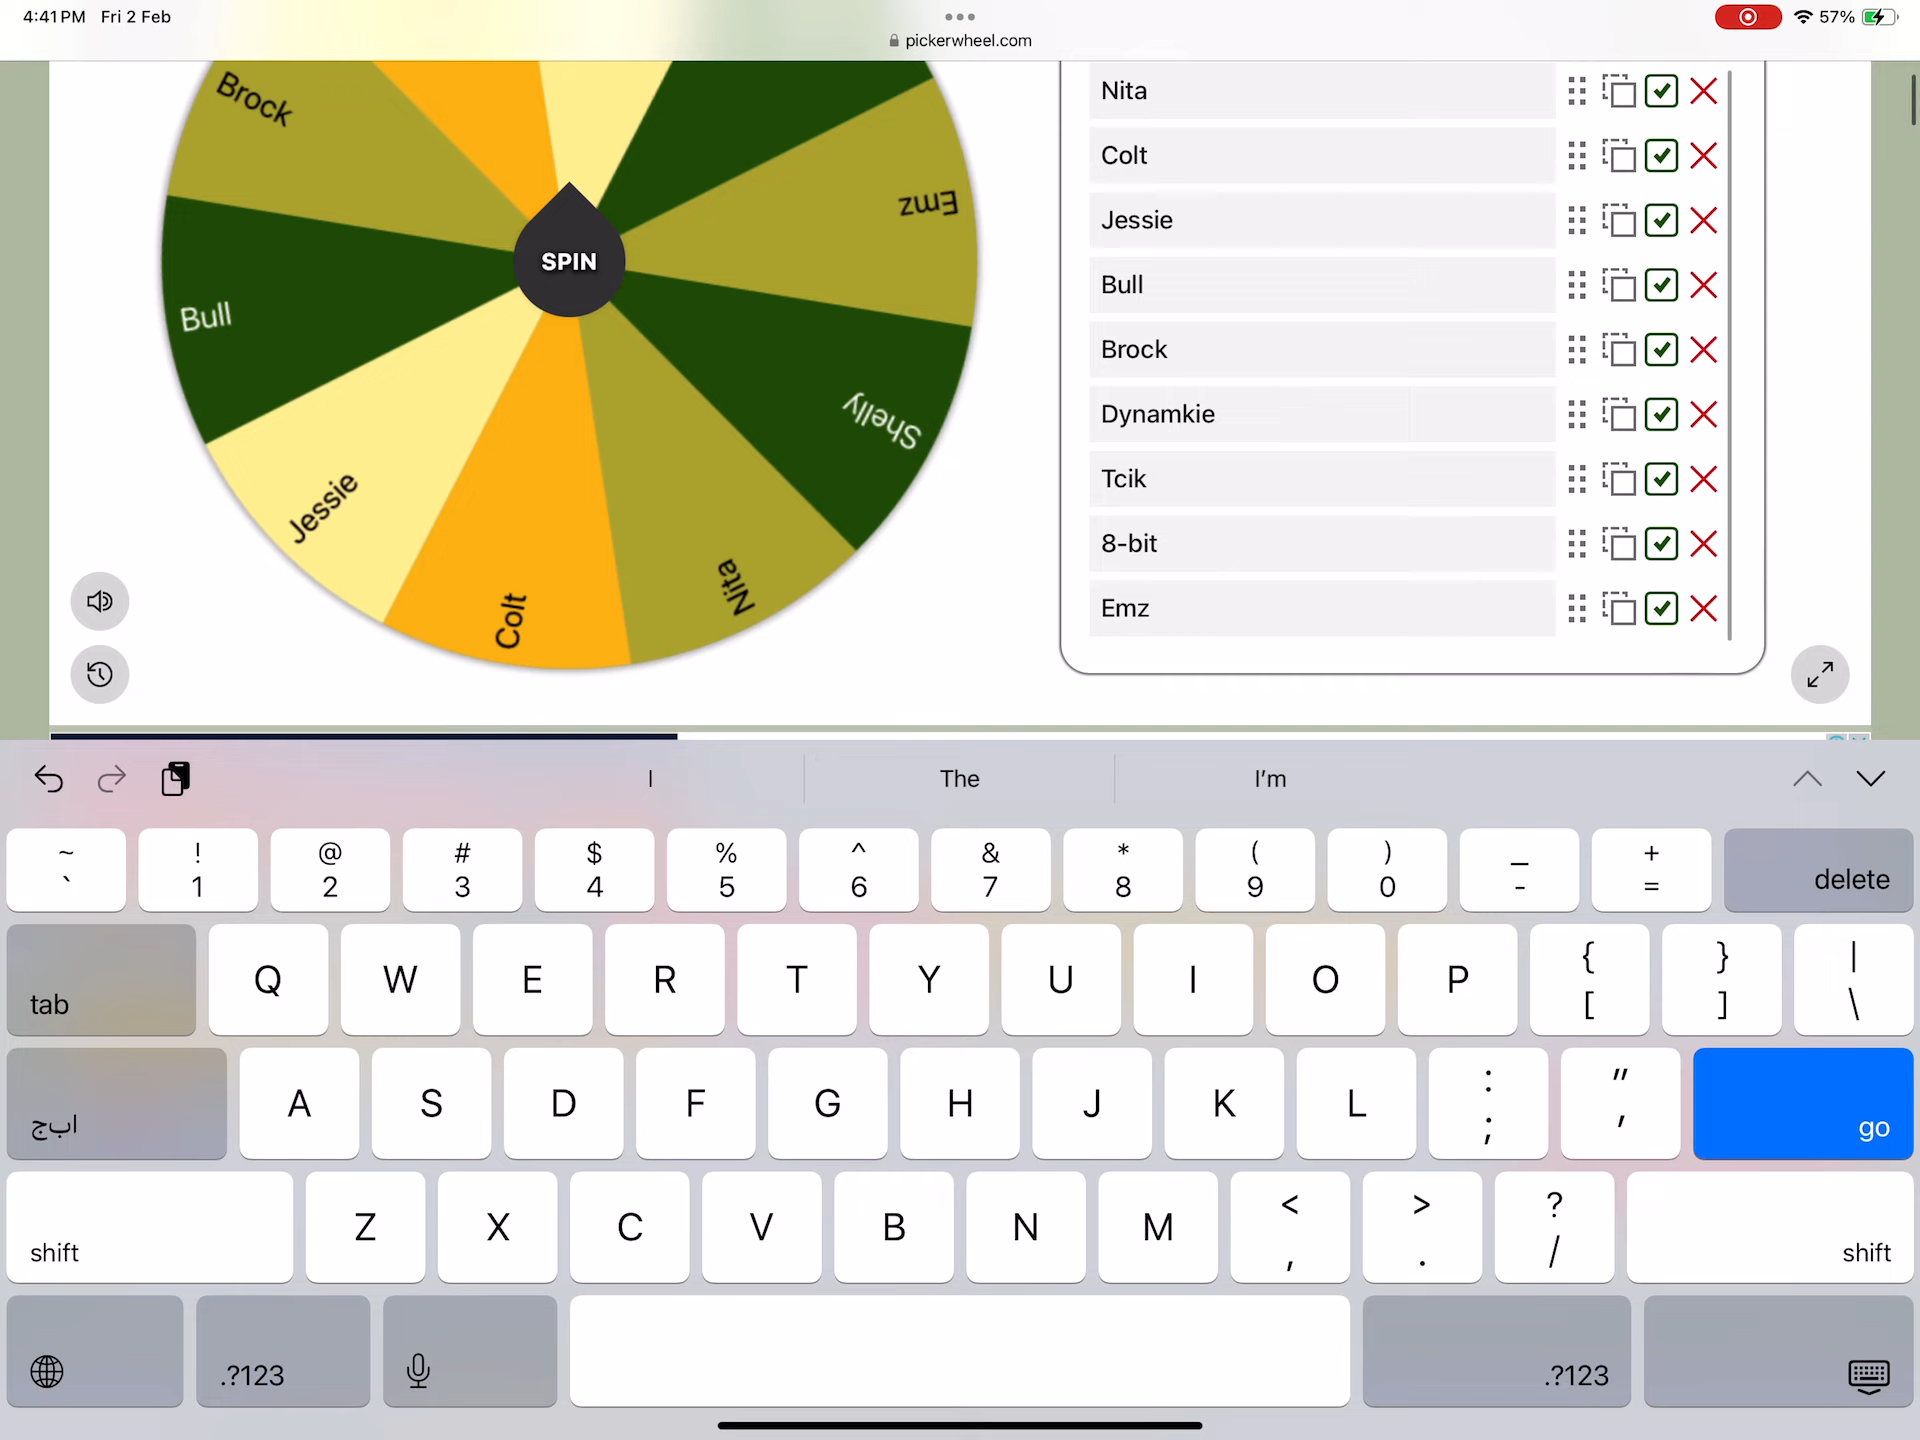 4:41 PM Fri 2 Feb
57%
pickerwheel.com
Brock
Emz
SPIN
Bull
Shelly
Jessie
Nita
Colt
Nita
Colt
Jessie
Bull
Brock
Dynamkie
Tcik
8-bit
Emz
I The I'm
~ ! @ # $ % ^ & * ( ) _ +
` 1 2 3 4 5 6 7 8 9 0 - = delete
tab Q W E R T Y U I O P { [ } ] | \
ابج A S D F G H J K L : ; " ' go
shift Z X C V B N M < , > . ? / shift
.?123 .?123